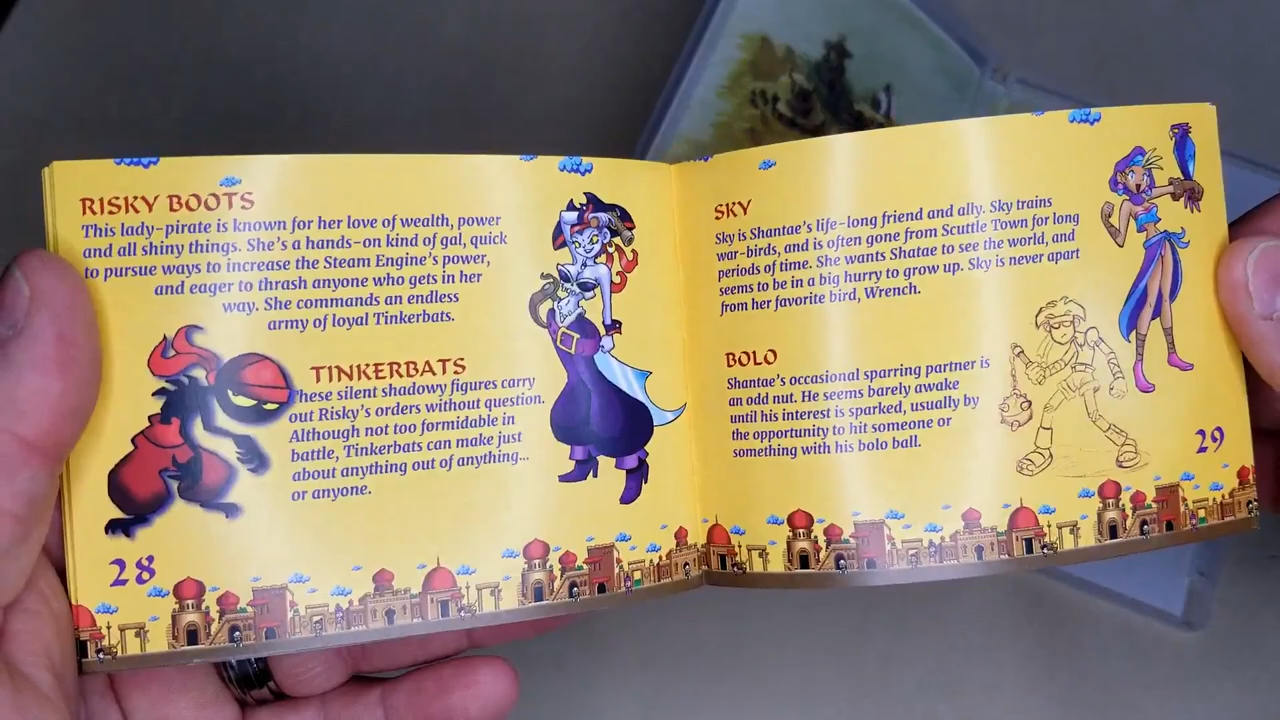 RISKY BOOTS
This lady-pirate is known for her love of wealth, power
and all shiny things. She's a hands-on kind of gal, quick
to pursue ways to increase the Steam Engine's power,
and eager to thrash anyone who gets in her
way. She commands an endless
army of loyal Tinkerbats.
TINKERBATS
These silent shadowy figures carry
out Risky's orders without question.
Although not too formidable in
battle, Tinkerbats can make just
about anything out of anything...
or anyone.
28
SKY
Sky is Shantae's life-long friend and ally. Sky trains
war-birds, and is often gone from Scuttle Town for long
periods of time. She wants Shatae to see the world, and
seems to be in a big hurry to grow up. Sky is never apart
from her favorite bird, Wrench.
BOLO
Shantae's occasional sparring partner is
an odd nut. He seems barely awake
until his interest is sparked, usually by
the opportunity to hit someone or
something with his bolo ball.
29